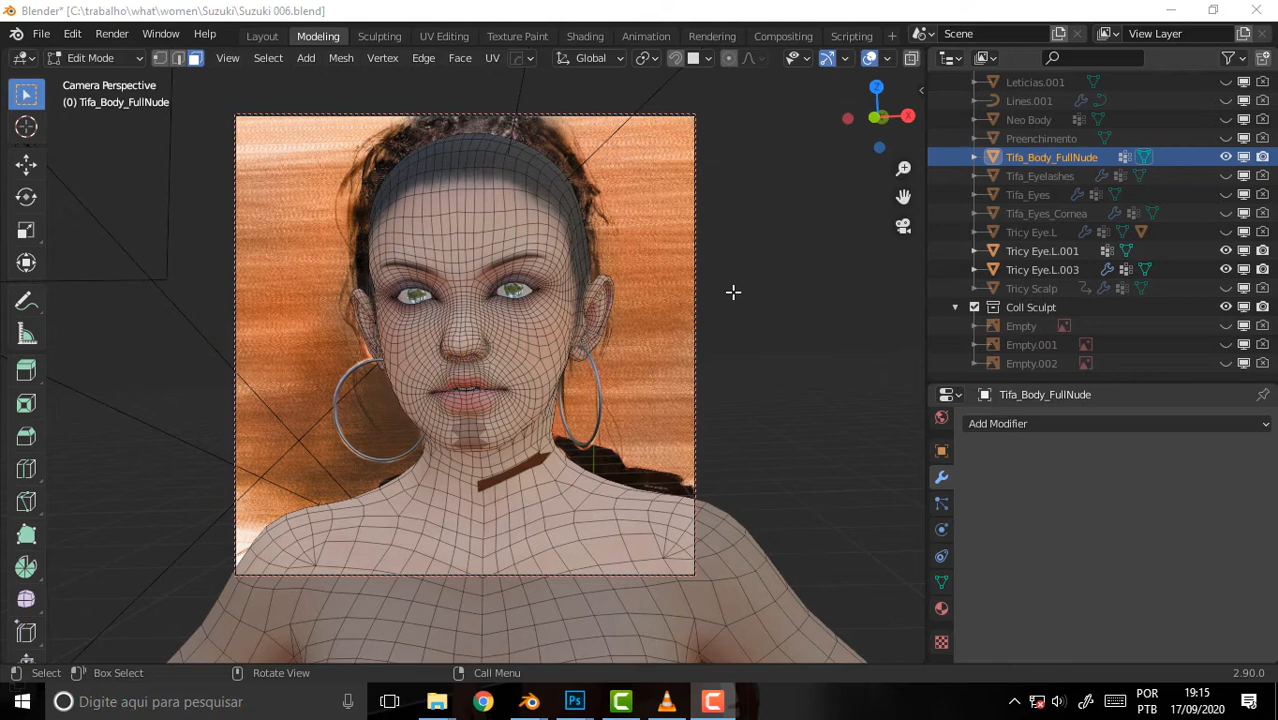 Blender* [C:\trabalho\what\women\Suzuki\Suzuki 006.blend]
File Edit Render Window Help Layout Modeling Sculpting UV Editing Texture Paint Shading Animation Rendering Compositing Scripting Scene View Layer
Edit Mode View Select Add Mesh Vertex Edge Face UV Global
Camera Perspective
(0) Tifa_Body_FullNude
X
Z
Leticias.001
Lines.001
Neo Body
Preenchimento
Tifa_Body_FullNude
Tifa_Eyelashes
Tifa_Eyes
Tifa_Eyes_Cornea
Tricy Eye.L
Tricy Eye.L.001
Tricy Eye.L.003
Tricy Scalp
Coll Sculpt
Empty
Empty.001
Empty.002
Tifa_Body_FullNude
Add Modifier
Select Box Select Rotate View Call Menu 2.90.0
Digite aqui para pesquisar
Ps
POR
PTB
19:15
17/09/2020